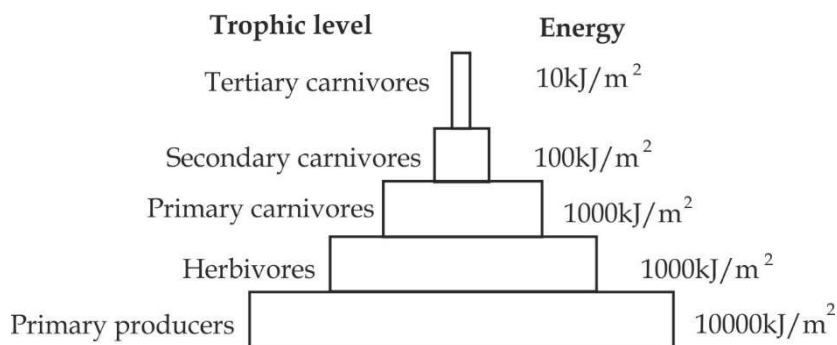 Trophic level Energy
Tertiary carnivores 10kJ/m²
Secondary carnivores 100kJ/m²
Primary carnivores 1000kJ/m²
Herbivores 1000kJ/m²
Primary producers 10000kJ/m²